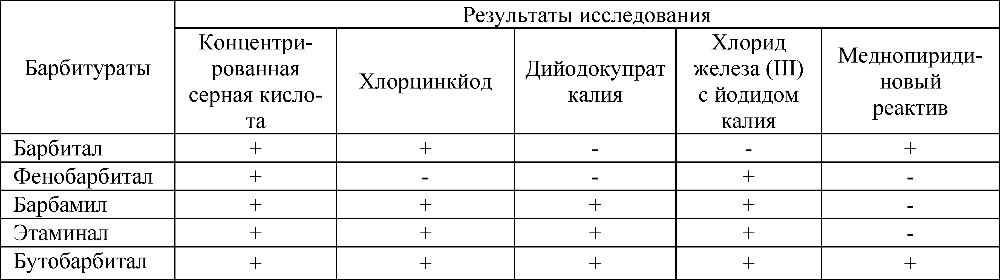 Барбитураты
Результаты исследования
Концентри-
рованная
серная кисло-
та
Хлорцинкйод
Дийодокупрат
калия
Хлорид
железа (III)
с йодидом
калия
Меднопириди-
новый
реактив
Барбитал + + - - +
Фенобарбитал + - - + -
Барбамил + + + + -
Этаминал + + + + -
Бутобарбитал + + + + +